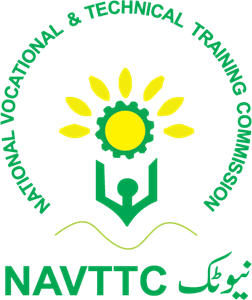 NATIONAL VOCATIONAL & TECHNICAL TRAINING COMMISSION
NAVTTC نیوٹک